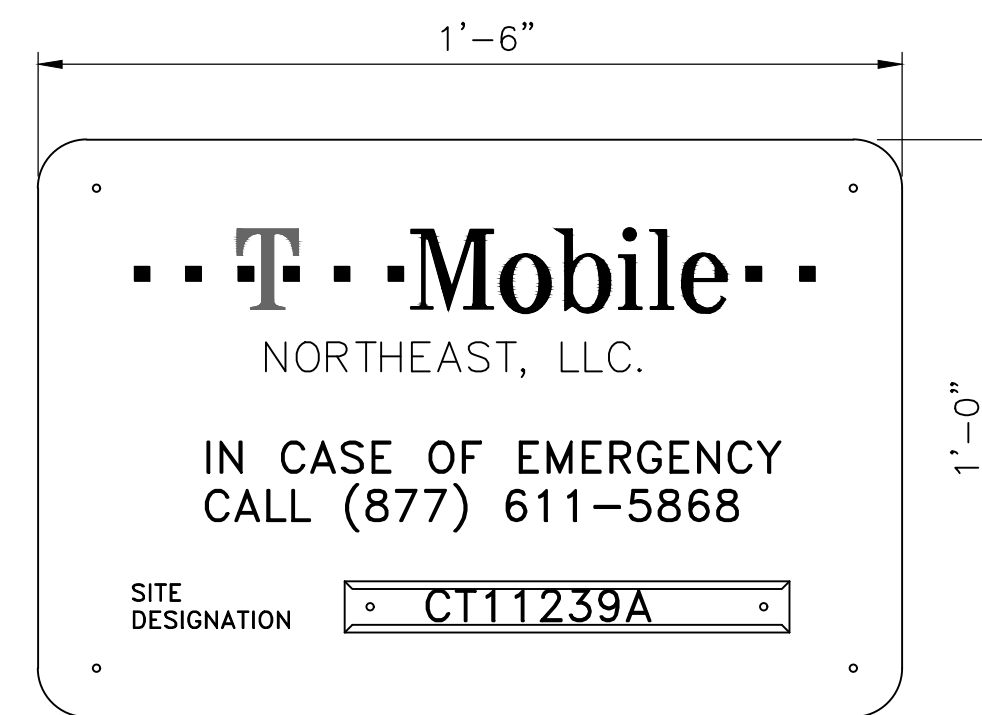 1'-6"
T Mobile
NORTHEAST, LLC.
1'-0"
IN CASE OF EMERGENCY
CALL (877) 611-5868
SITE
DESIGNATION
CT11239A